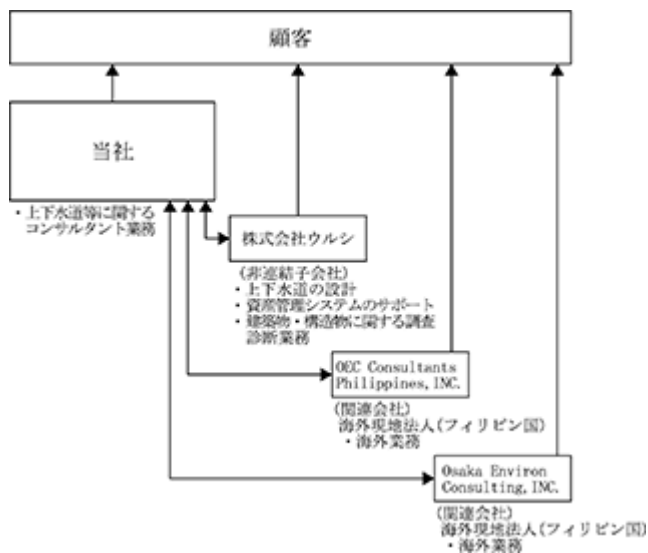 顧客
当社
・上下水道等に関する
コンサルタント業務
株式会社ウルシ
(非連結子会社)
・上下水道の設計
・資産管理システムのサポート
・建築物・構造物に関する調査
診断業務
OEC Consultants
Philippines, INC.
(関連会社)
海外現地法人(フィリピン国)
・海外業務
Osaka Environ
Consulting, INC.
(関連会社)
海外現地法人(フィリピン国)
・海外業務